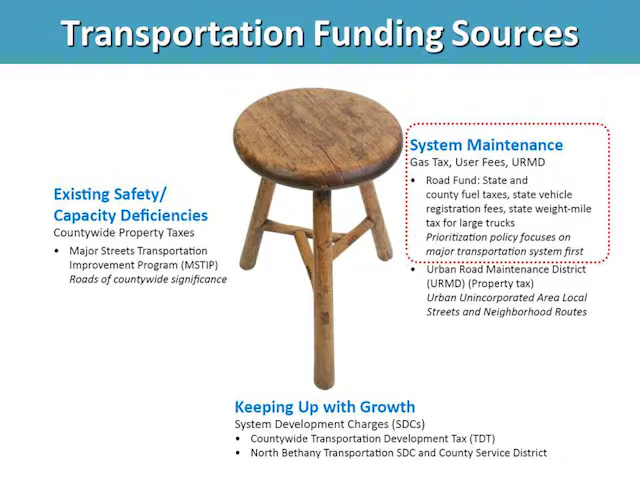 Transportation Funding Sources
Existing Safety/
Capacity Deficiencies
Countywide Property Taxes
• Major Streets Transportation
Improvement Program (MSTIP)
Roads of countywide significance
System Maintenance
Gas Tax, User Fees, URMD
• Road Fund: State and
county fuel taxes, state vehicle
registration fees, state weight-mile
tax for large trucks
Prioritization policy focuses on
major transportation system first
• Urban Road Maintenance District
(URMD) (Property tax)
Urban Unincorporated Area Local
Streets and Neighborhood Routes
Keeping Up with Growth
System Development Charges (SDCs)
• Countywide Transportation Development Tax (TDT)
• North Bethany Transportation SDC and County Service District